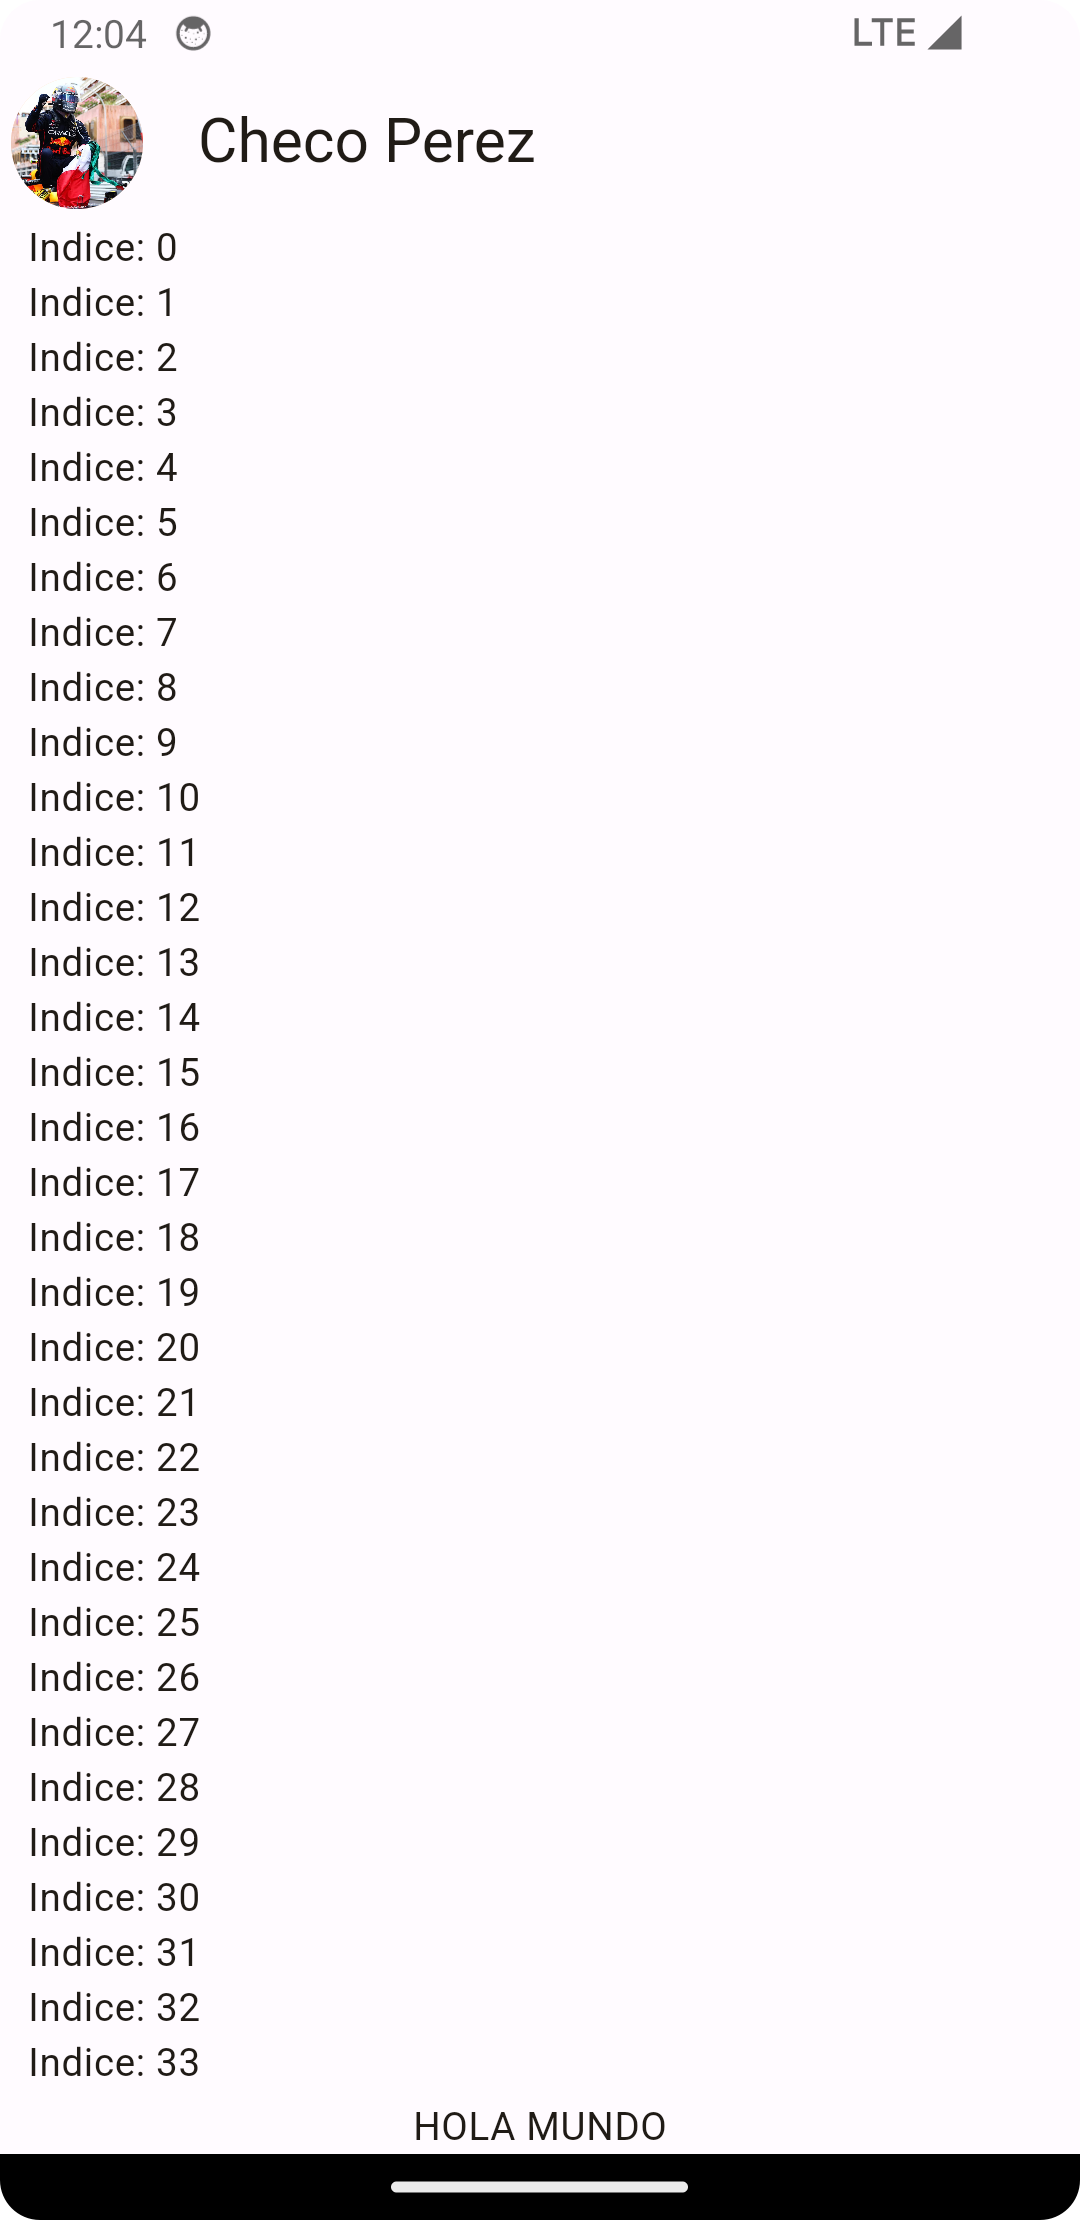 12:04 LTE
ORACLE
Checo Perez
Indice: 0
Indice: 1
Indice: 2
Indice: 3
Indice: 4
Indice: 5
Indice: 6
Indice: 7
Indice: 8
Indice: 9
Indice: 10
Indice: 11
Indice: 12
Indice: 13
Indice: 14
Indice: 15
Indice: 16
Indice: 17
Indice: 18
Indice: 19
Indice: 20
Indice: 21
Indice: 22
Indice: 23
Indice: 24
Indice: 25
Indice: 26
Indice: 27
Indice: 28
Indice: 29
Indice: 30
Indice: 31
Indice: 32
Indice: 33
HOLA MUNDO